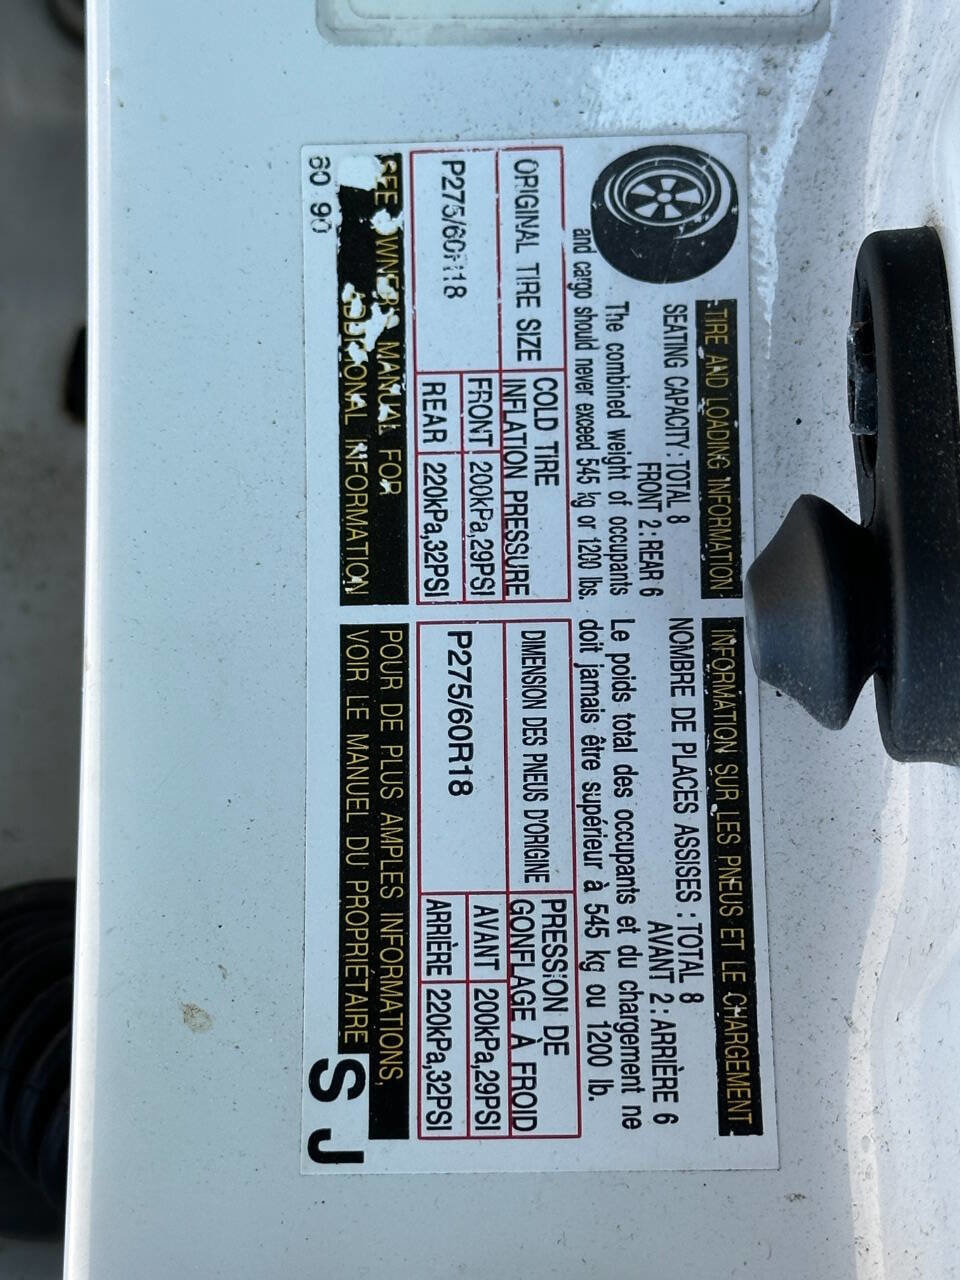 TIRE AND LOADING INFORMATION
SEATING CAPACITY : TOTAL 8
FRONT 2 : REAR 6
The combined weight of occupants
and cargo should never exceed 545 kg or 1200 lbs.
ORIGINAL TIRE SIZE
P275/60R18
COLD TIRE
INFLATION PRESSURE
FRONT 200kPa,29PSI
REAR 220kPa,32PSI
SEE OWNER'S MANUAL FOR
ADDITIONAL INFORMATION
60 90
INFORMATION SUR LES PNEUS ET LE CHARGEMENT
NOMBRE DE PLACES ASSISES : TOTAL 8
AVANT 2 : ARRIÈRE 6
Le poids total des occupants et du chargement ne
doit jamais être supérieur à 545 kg ou 1200 lb.
DIMENSION DES PNEUS D'ORIGINE
P275/60R18
PRESSION DE
GONFLAGE À FROID
AVANT 200kPa,29PSI
ARRIÈRE 220kPa,32PSI
POUR DE PLUS AMPLES INFORMATIONS,
VOIR LE MANUEL DU PROPRIÉTAIRE
S J